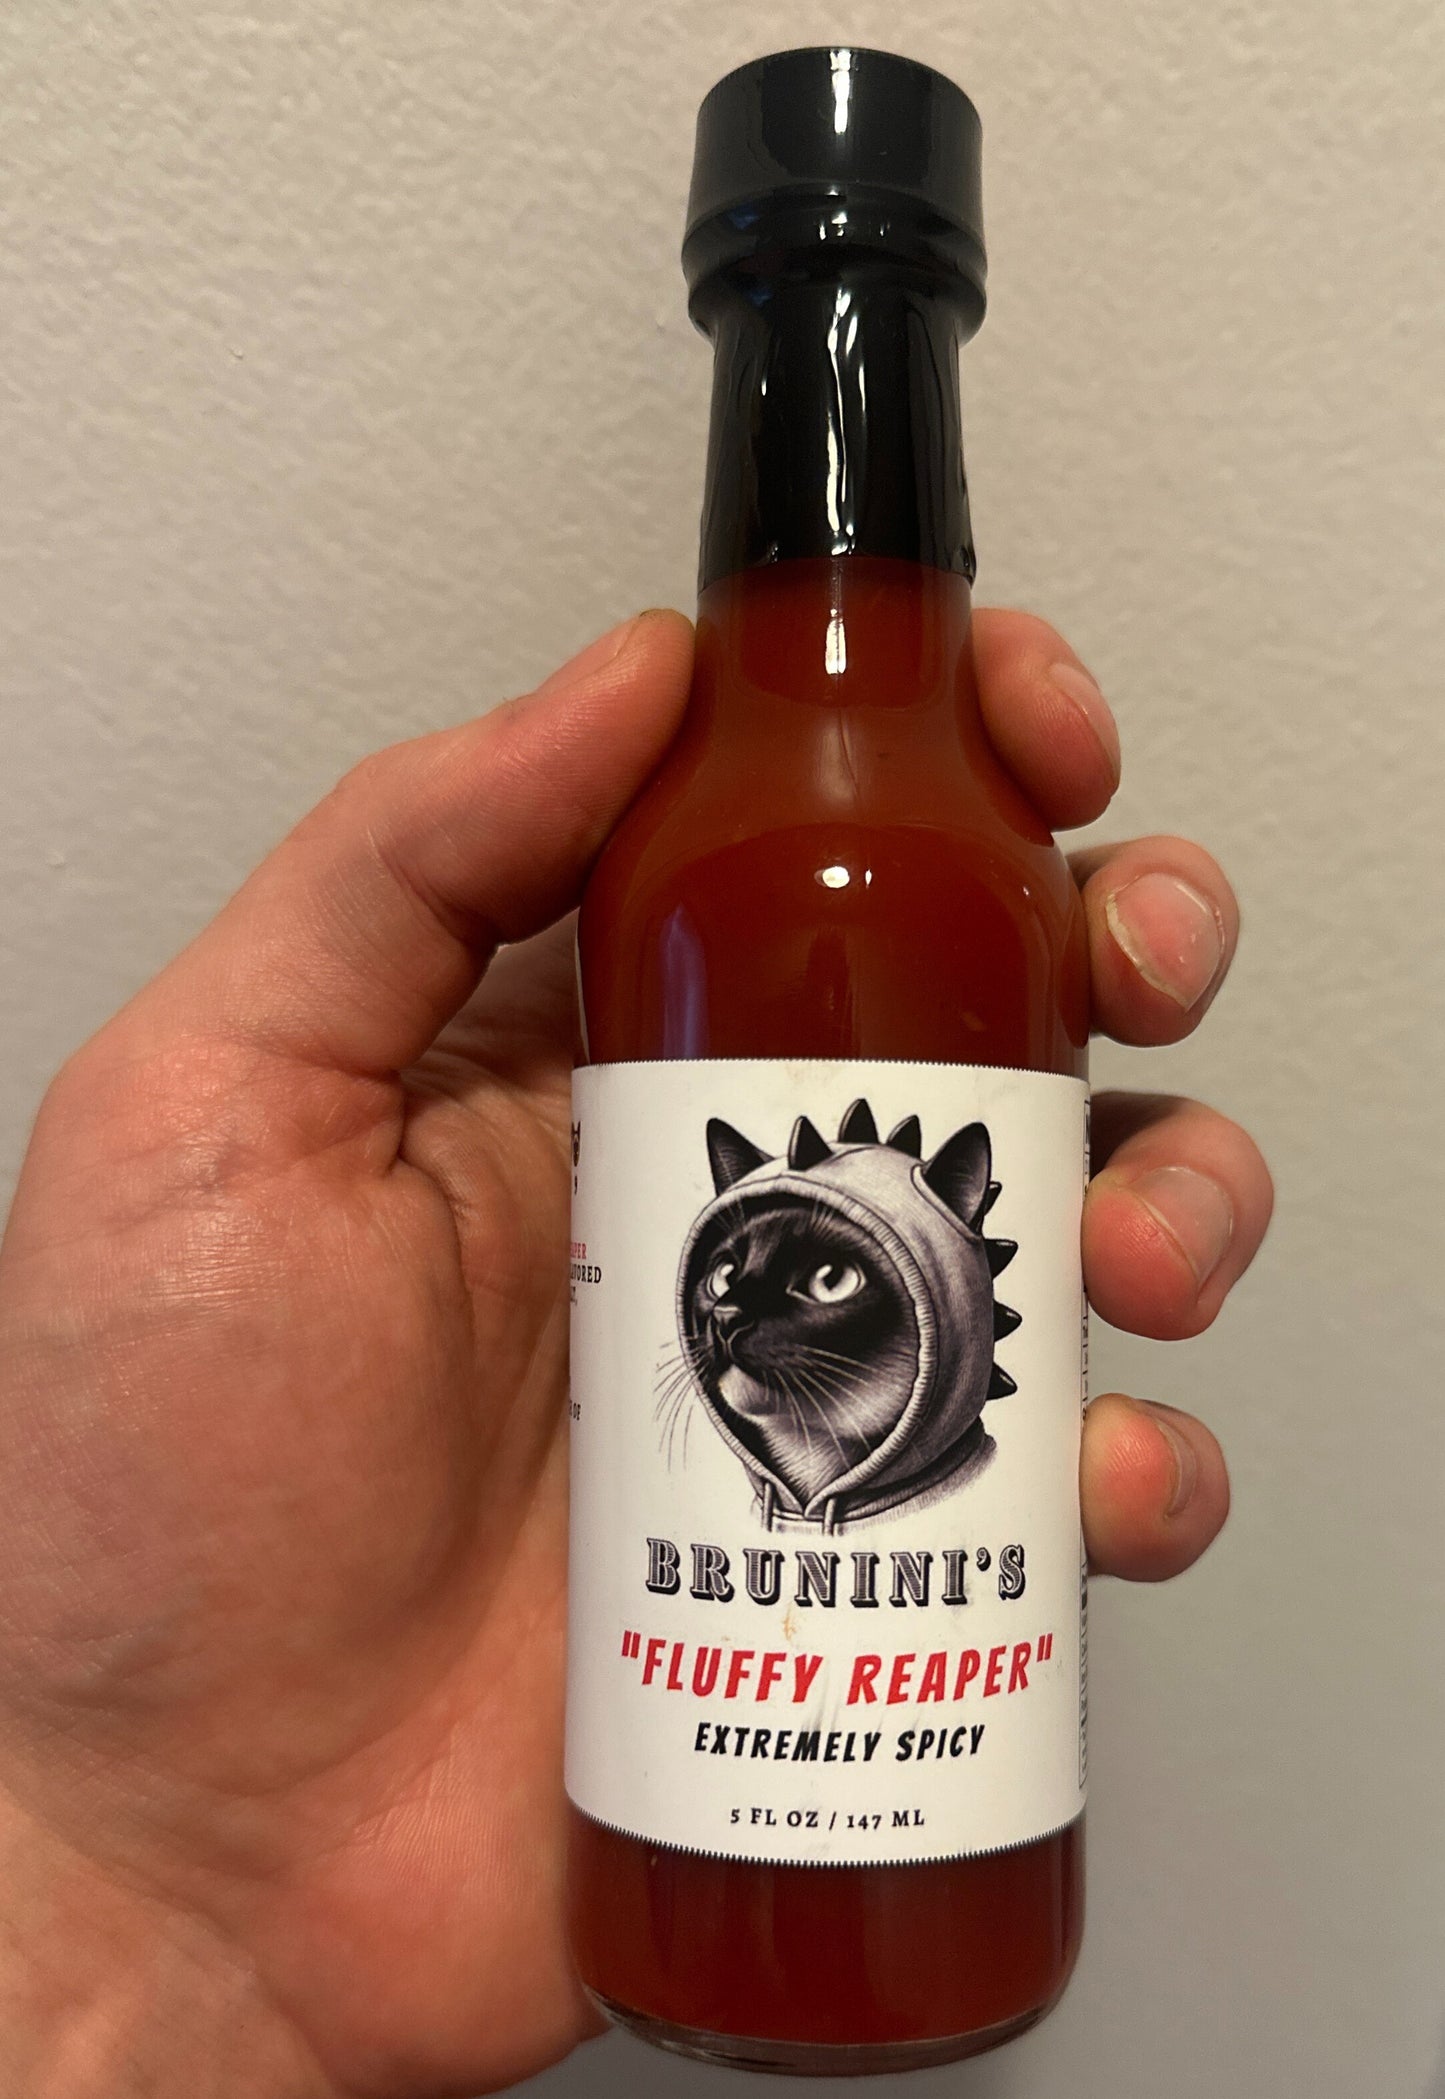 BRUNINI'S
"FLUFFY REAPER"
EXTREMELY SPICY
5 FL OZ / 147 ML